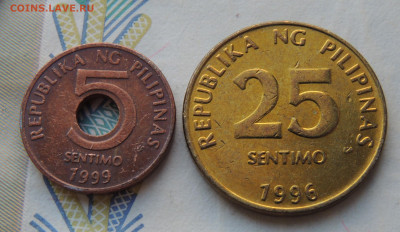 COINS.LAVE.RU
REPUBLIKA NG PILIPINAS
5
SENTIMO
1999
REPUBLIKA NG PILIPINAS
25
SENTIMO
1996